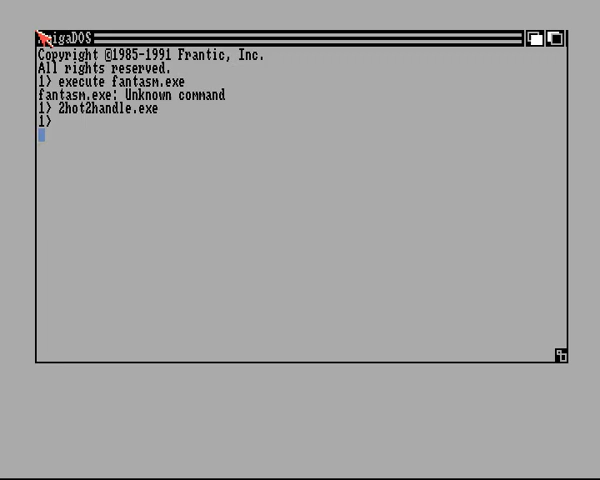 AmigaDOS
Copyright ©1985-1991 Frantic, Inc.
All rights reserved.
1> execute fantasm.exe
fantasm.exe: Unknown command
1> 2hot2handle.exe
1>